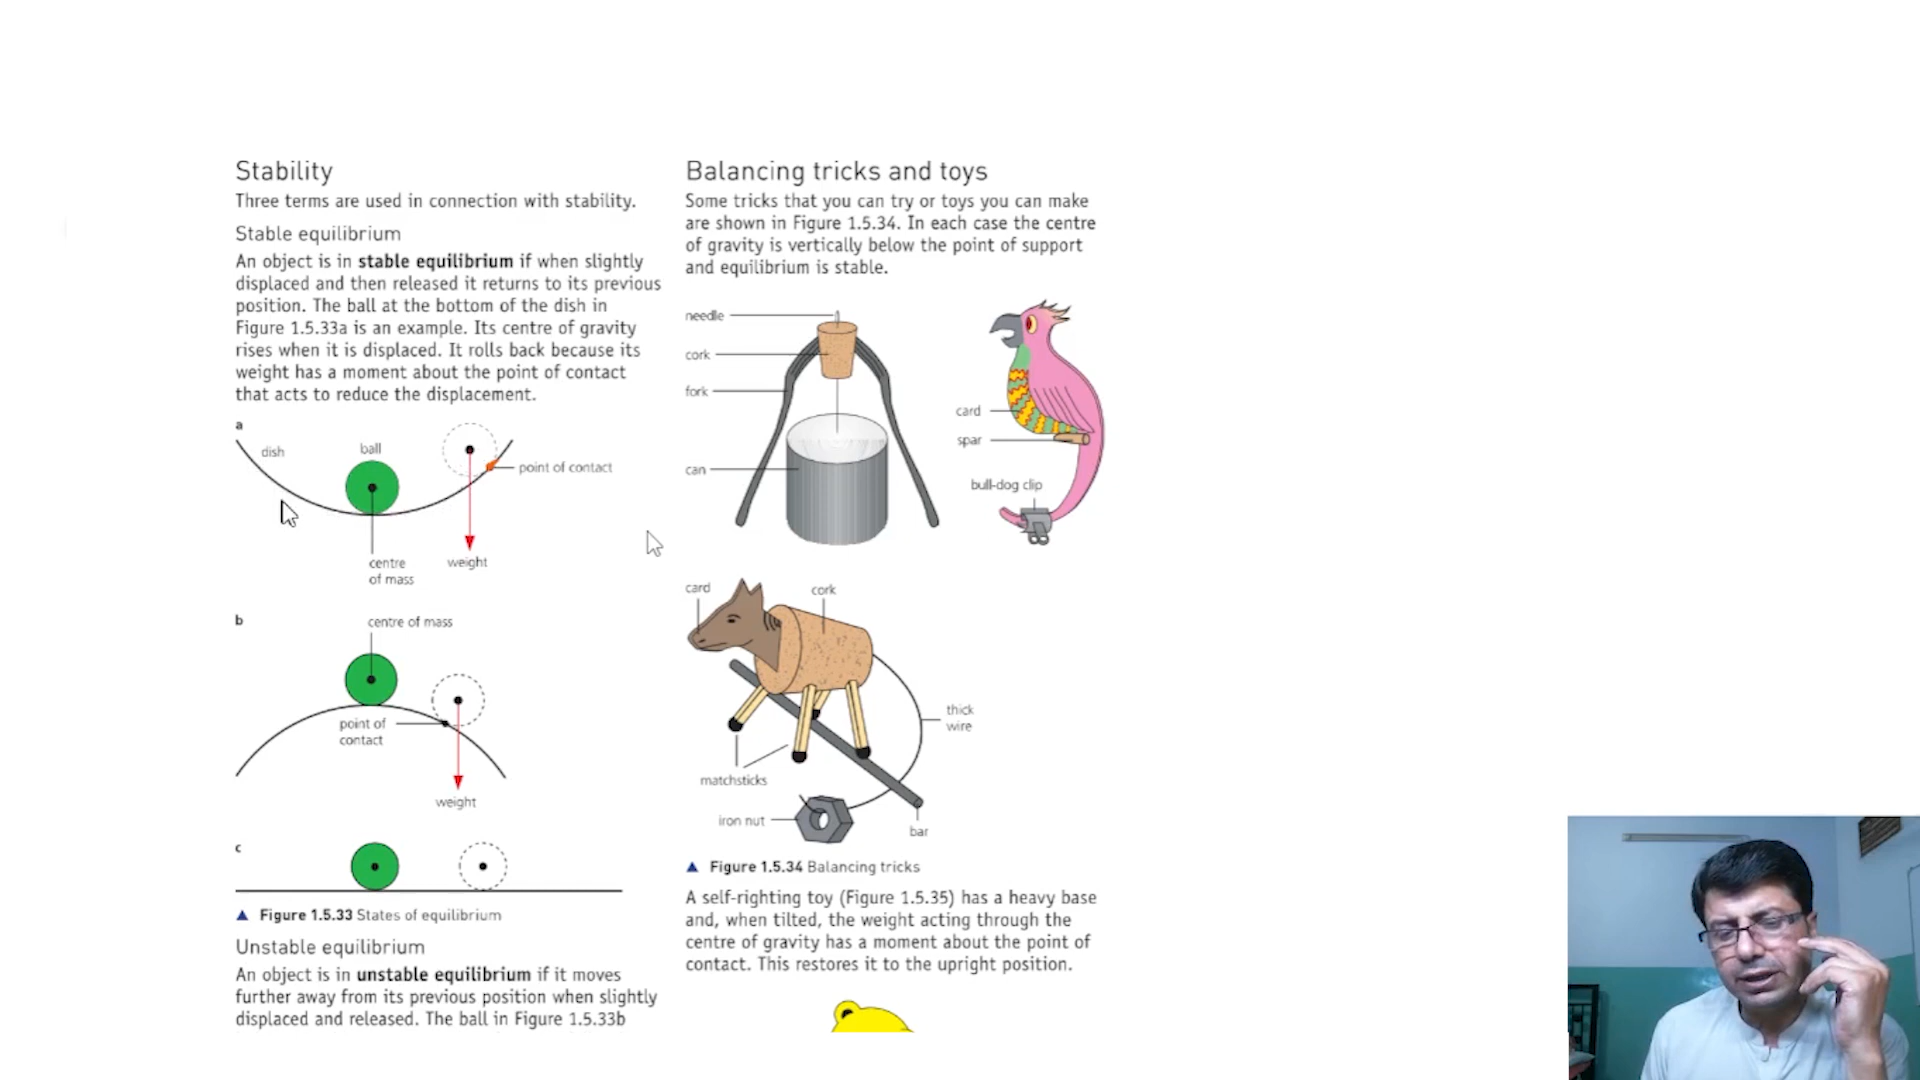 Stability
Three terms are used in connection with stability.
Stable equilibrium
An object is in stable equilibrium if when slightly
displaced and then released it returns to its previous
position. The ball at the bottom of the dish in
Figure 1.5.33a is an example. Its centre of gravity
rises when it is displaced. It rolls back because its
weight has a moment about the point of contact
that acts to reduce the displacement.
a
dish
ball
point of contact
centre
of mass
weight
b
centre of mass
point of
contact
weight
c
▲ Figure 1.5.33 States of equilibrium
Unstable equilibrium
An object is in unstable equilibrium if it moves
further away from its previous position when slightly
displaced and released. The ball in Figure 1.5.33b
Balancing tricks and toys
Some tricks that you can try or toys you can make
are shown in Figure 1.5.34. In each case the centre
of gravity is vertically below the point of support
and equilibrium is stable.
needle
cork
fork
can
card
spar
bull-dog clip
card
cork
thick
wire
matchsticks
iron nut
bar
▲ Figure 1.5.34 Balancing tricks
A self-righting toy (Figure 1.5.35) has a heavy base
and, when tilted, the weight acting through the
centre of gravity has a moment about the point of
contact. This restores it to the upright position.